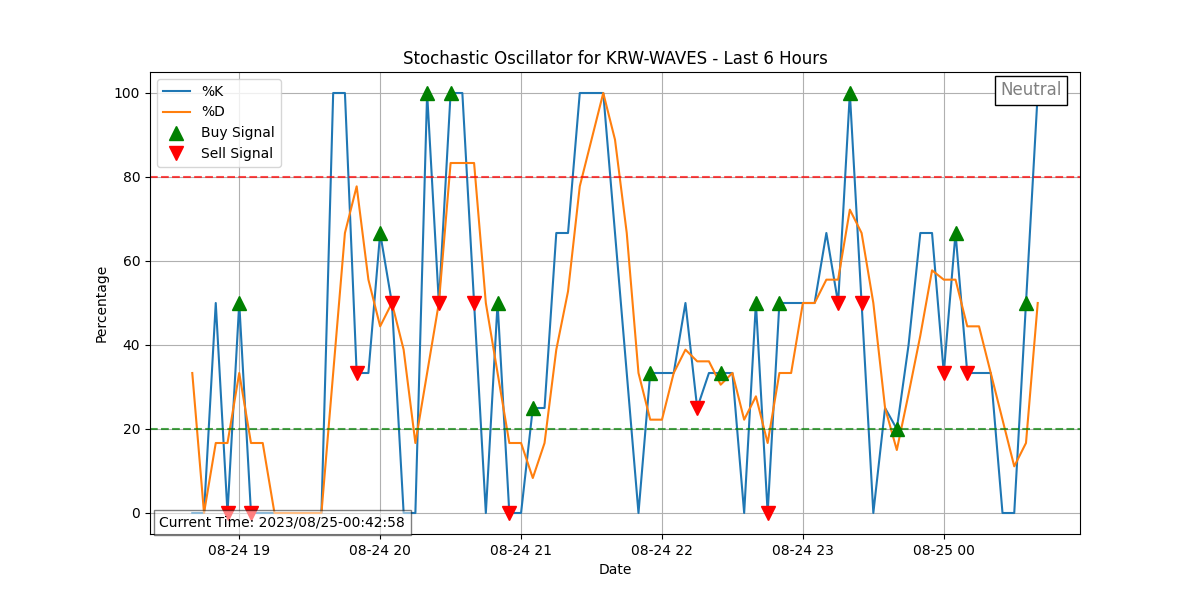 Stochastic Oscillator for KRW-WAVES - Last 6 Hours
Neutral
%K
%D
Buy Signal
Sell Signal
100
80
60
40
20
0
Percentage
Current Time: 2023/08/25-00:42:58
08-24 19
08-24 20
08-24 21
08-24 22
08-24 23
08-25 00
Date